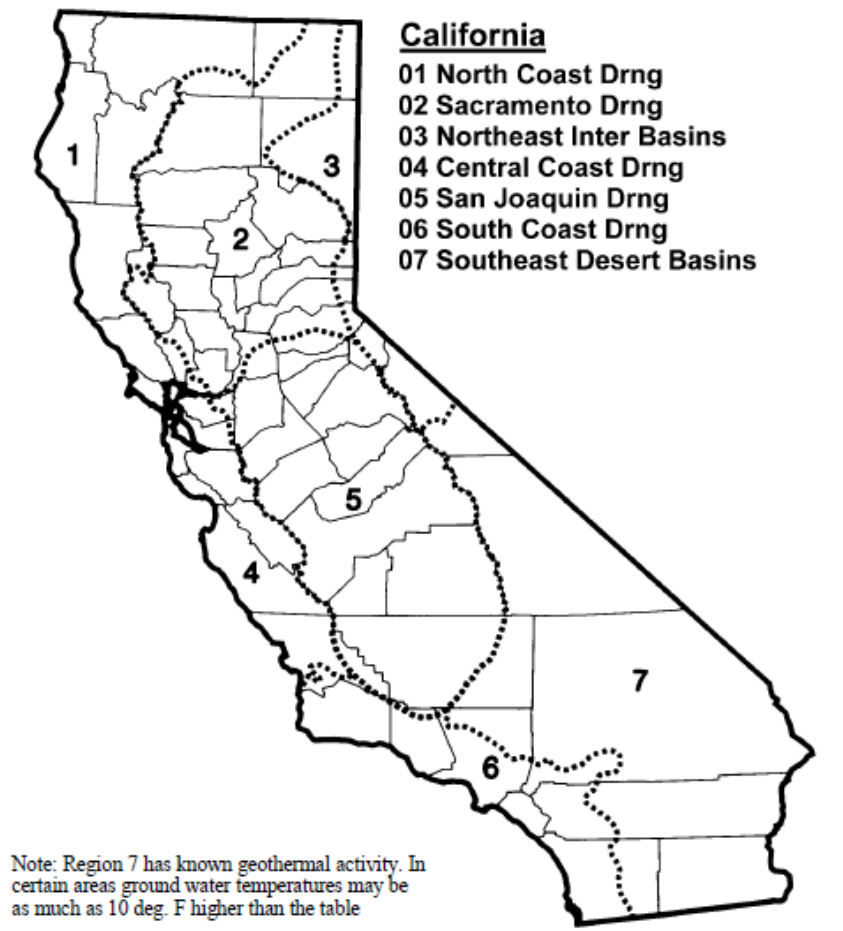 California
01 North Coast Drng
02 Sacramento Drng
03 Northeast Inter Basins
04 Central Coast Drng
05 San Joaquin Drng
06 South Coast Drng
07 Southeast Desert Basins
1
3
2
5
4
7
6
Note: Region 7 has known geothermal activity. In
certain areas ground water temperatures may be
as much as 10 deg. F higher than the table